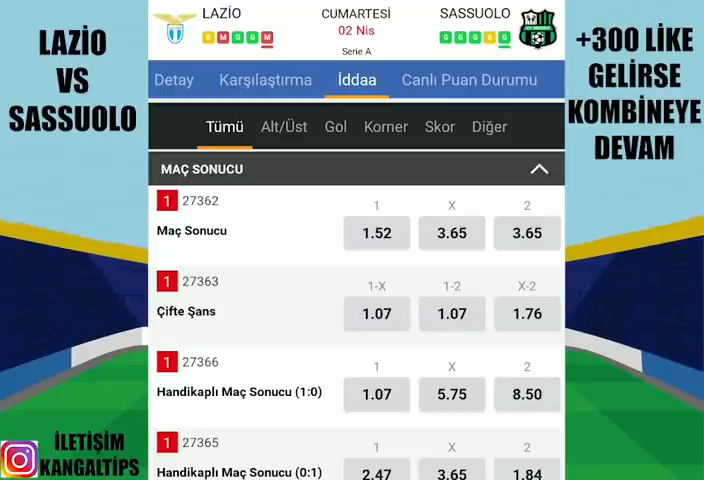 LAZİO
VS
SASSUOLO
LAZİO
B M G G M
CUMARTESİ
02 Nis
Serie A
SASSUOLO
G G G B G
+300 LİKE
GELİRSE
KOMBİNEYE
DEVAM
Detay Karşılaştırma İddaa Canlı Puan Durumu
Tümü Alt/Üst Gol Korner Skor Diğer
MAÇ SONUCU
1 27362 1 X 2
Maç Sonucu 1.52 3.65 3.65
1 27363 1-X 1-2 X-2
Çifte Şans 1.07 1.07 1.76
1 27366 1 X 2
Handikaplı Maç Sonucu (1:0) 1.07 5.75 8.50
1 27365 1 X 2
Handikaplı Maç Sonucu (0:1) 2.47 3.65 1.84
İLETİŞİM
KANGALTİPS